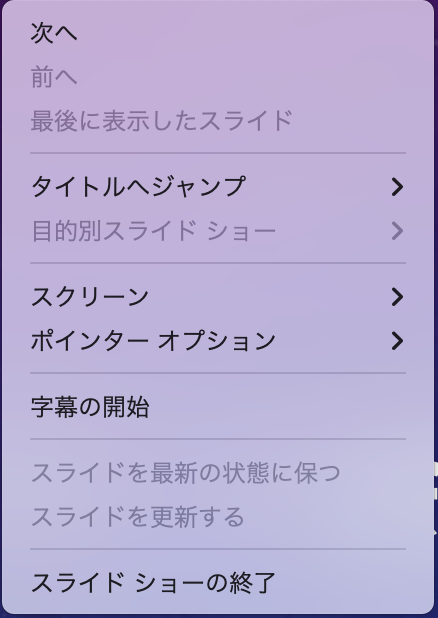 次へ
前へ
最後に表示したスライド
タイトルへジャンプ
目的別スライド ショー
スクリーン
ポインター オプション
字幕の開始
スライドを最新の状態に保つ
スライドを更新する
スライド ショーの終了